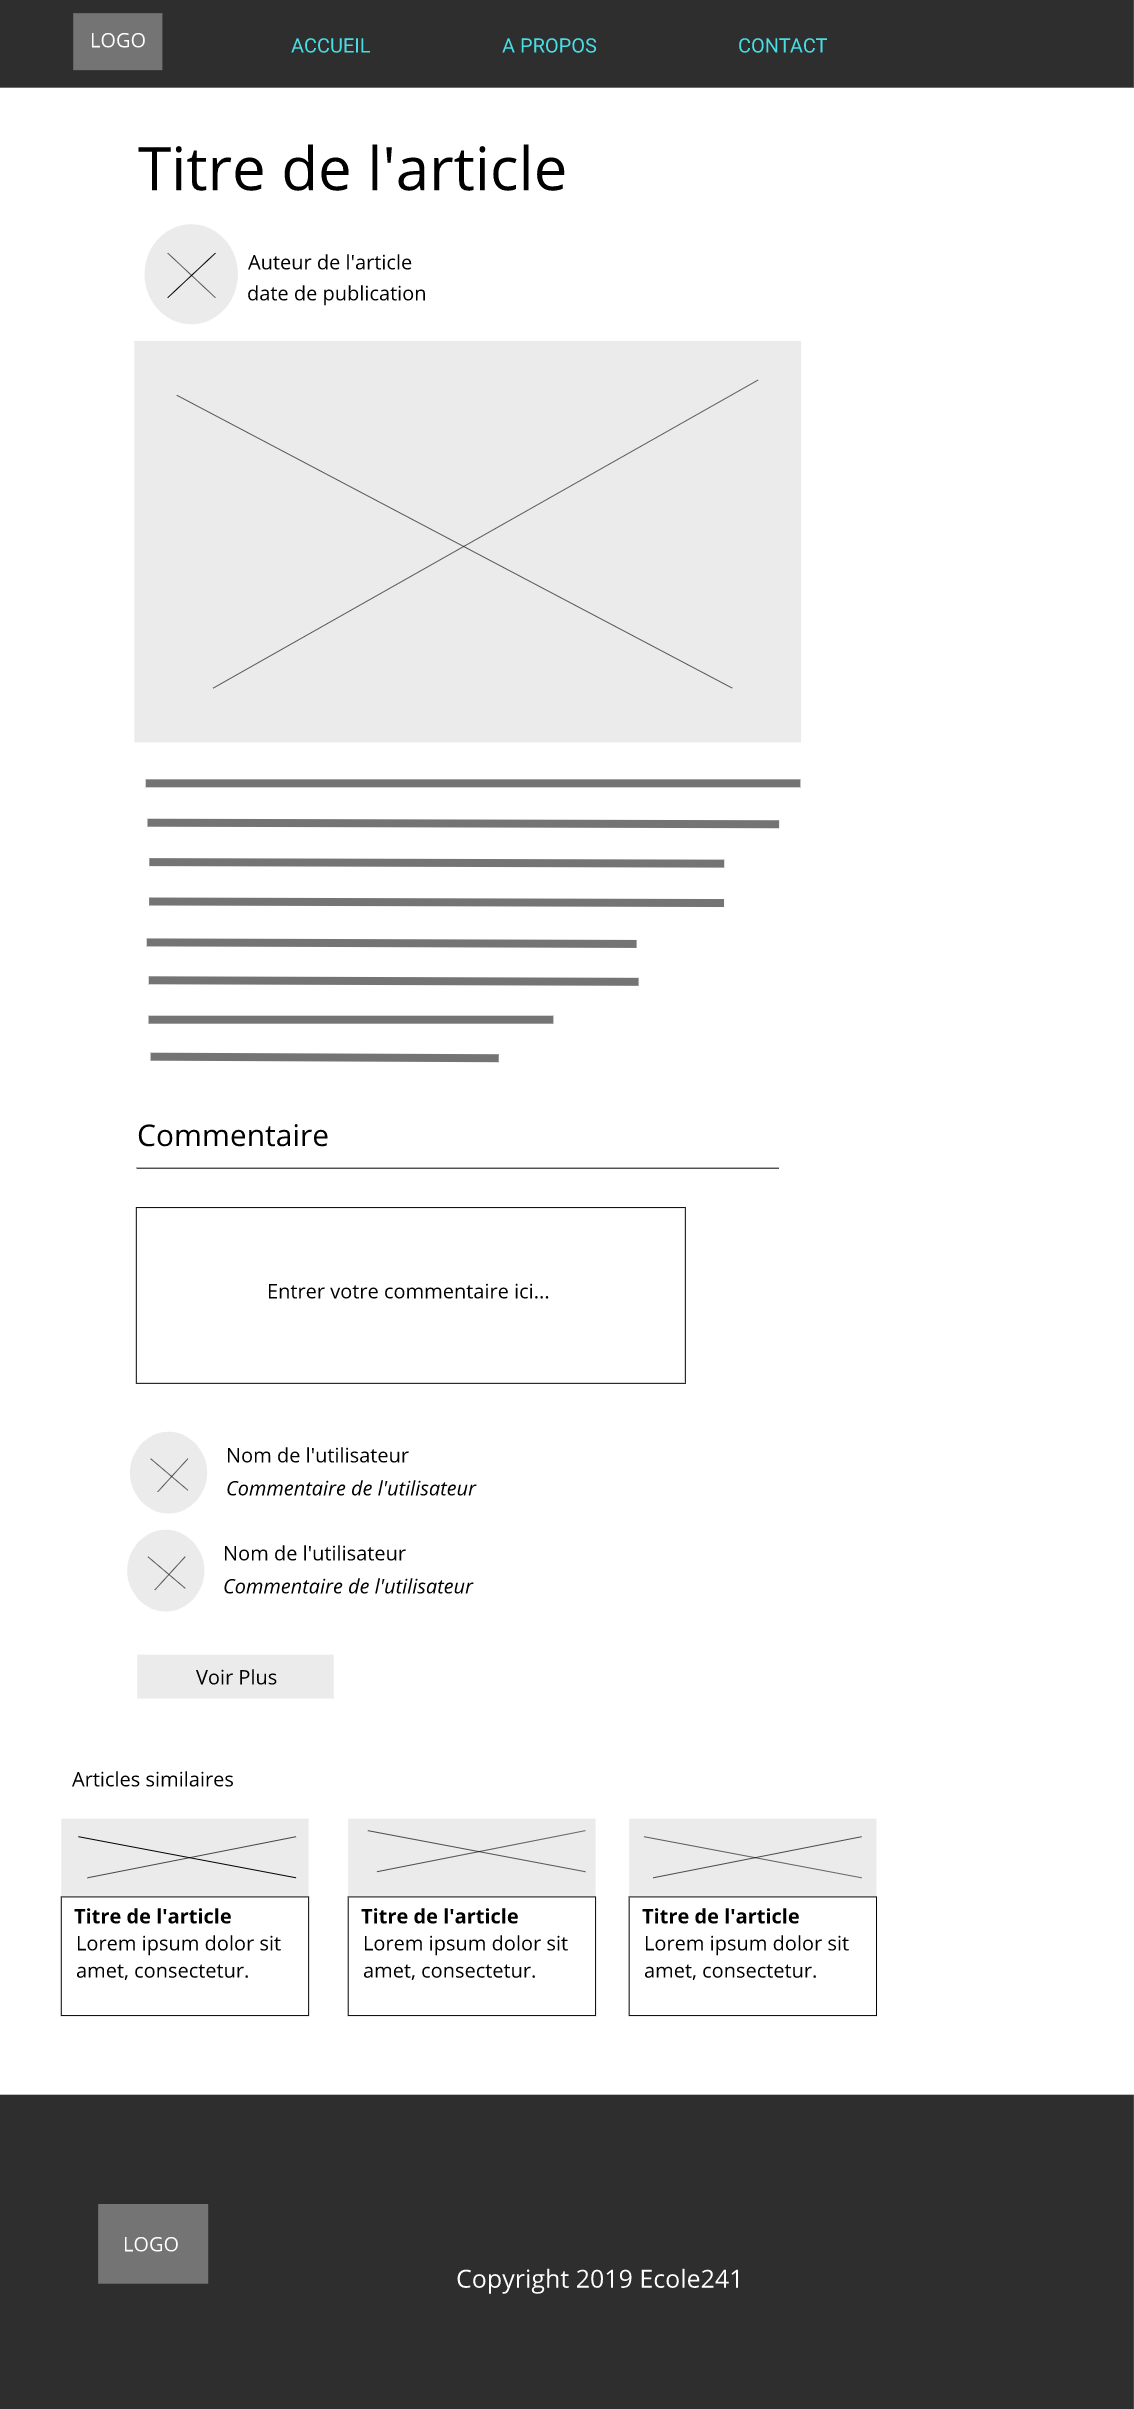 LOGO
ACCUEIL
A PROPOS
CONTACT
Titre de l'article
Auteur de l'article
date de publication
Commentaire
Entrer votre commentaire ici...
Nom de l'utilisateur
Commentaire de l'utilisateur
Nom de l'utilisateur
Commentaire de l'utilisateur
Voir Plus
Articles similaires
Titre de l'article
Lorem ipsum dolor sit
amet, consectetur.
Titre de l'article
Lorem ipsum dolor sit
amet, consectetur.
Titre de l'article
Lorem ipsum dolor sit
amet, consectetur.
LOGO
Copyright 2019 Ecole241